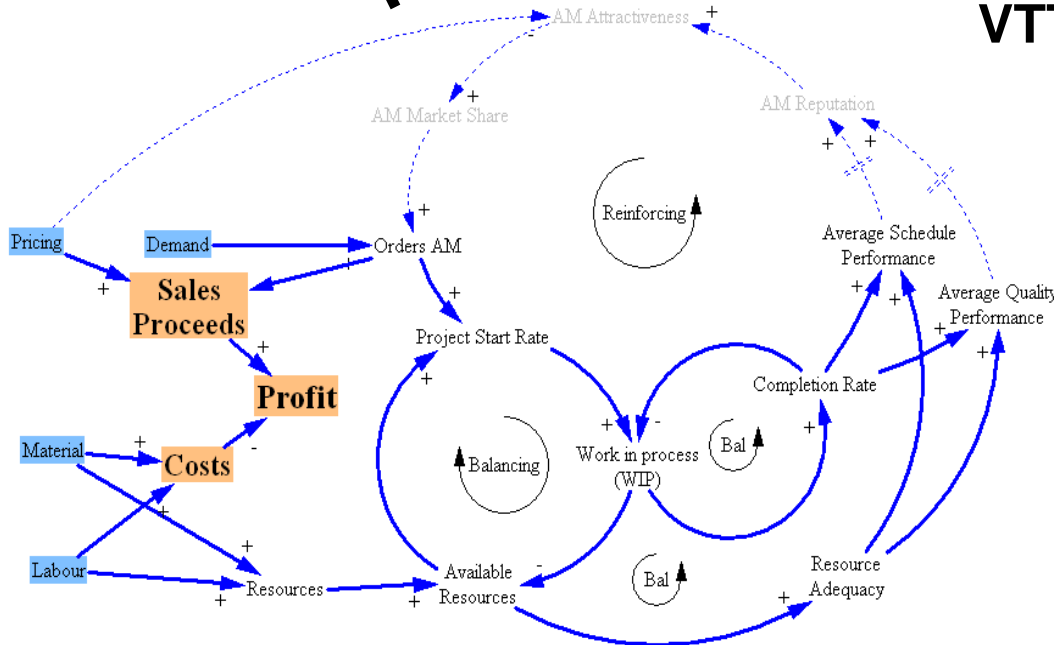 AM Attractiveness
+
-
VT
+
AM Market Share
AM Reputation
+
+
+
Reinforcing
Pricing
Demand
Orders AM
+
Average Schedule
Performance
+
+
Sales
Proceeds
+
+
+
Average Quality
Performance
+
Project Start Rate
+
+
+
Completion Rate
Profit
+
-
+
Material
+
Costs
-
Balancing
Work in process
(WIP)
Bal
+
+
+
-
Labour
Resources
+
Available
Resources
+
Bal
Resource
Adequacy
+